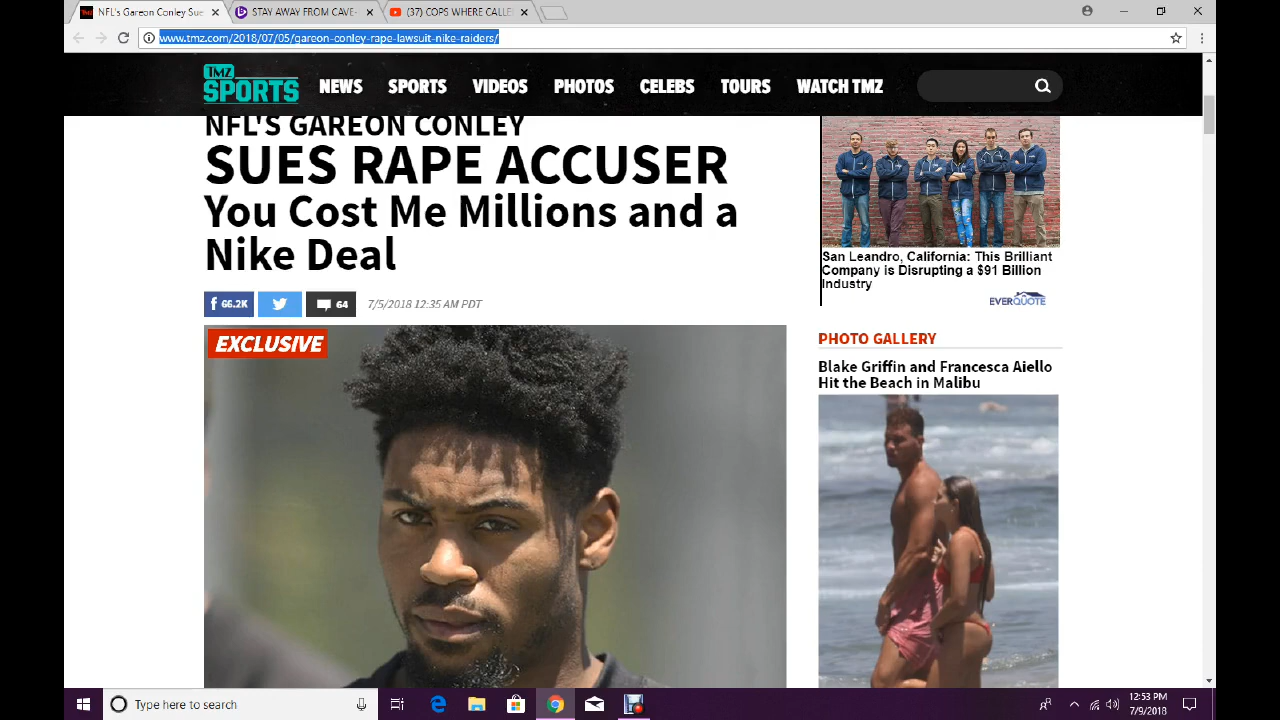 NFL's Gareon Conley Sue
STAY AWAY FROM CAVE-
(37) COPS WHERE CALLE
www.tmz.com/2018/07/05/gareon-conley-rape-lawsuit-nike-raiders/
TMZ
SPORTS
NEWS
SPORTS
VIDEOS
PHOTOS
CELEBS
TOURS
WATCH TMZ
NFL'S GAREON CONLEY
SUES RAPE ACCUSER
You Cost Me Millions and a
Nike Deal
66.2K
64
7/5/2018 12:35 AM PDT
EXCLUSIVE
San Leandro, California: This Brilliant
Company is Disrupting a $91 Billion
Industry
EVERQUOTE
PHOTO GALLERY
Blake Griffin and Francesca Aiello
Hit the Beach in Malibu
Type here to search
12:53 PM
7/9/2018